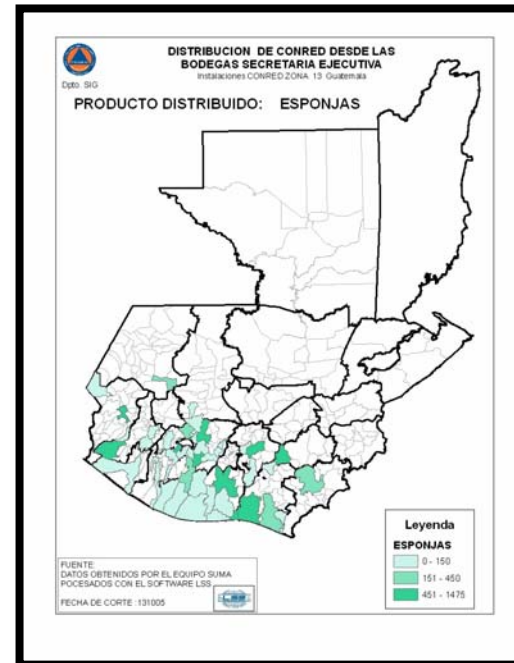 DISTRIBUCION DE CONRED DESDE LAS
BODEGAS SECRETARIA EJECUTIVA
Instalaciones CONRED ZONA 13 Guatemala
Dpto. SIG
PRODUCTO DISTRIBUIDO: ESPONJAS
Leyenda
ESPONJAS
0 - 150
151 - 450
451 - 1475
FUENTE:
DATOS OBTENIDOS POR EL EQUIPO SUMA
POCESADOS CON EL SOFTWARE LSS
FECHA DE CORTE :131005